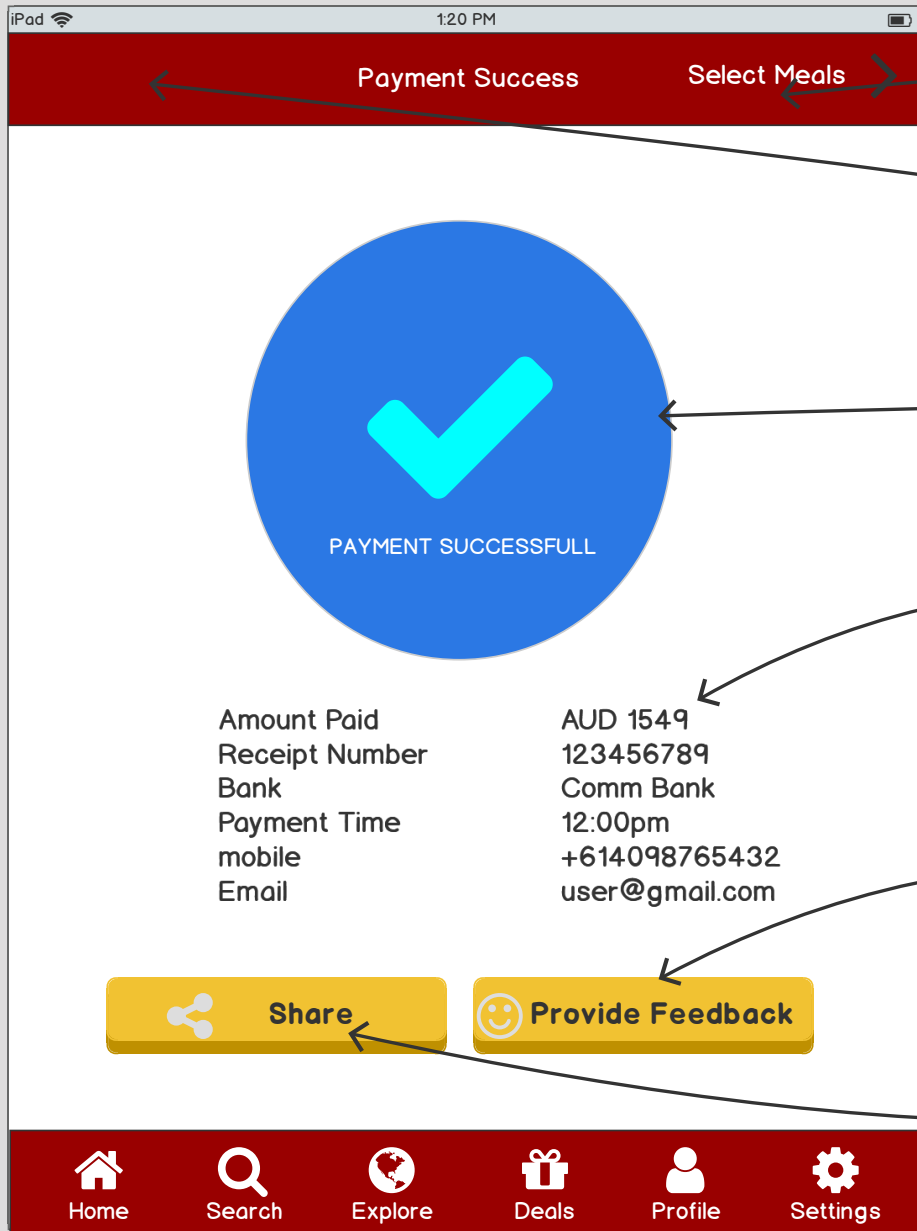 iPad 1:20 PM
Payment Success Select Meals
PAYMENT SUCCESSFULL
Amount Paid AUD 1549
Receipt Number 123456789
Bank Comm Bank
Payment Time 12:00pm
mobile +614098765432
Email user@gmail.com
Share Provide Feedback
Home Search Explore Deals Profile Settings